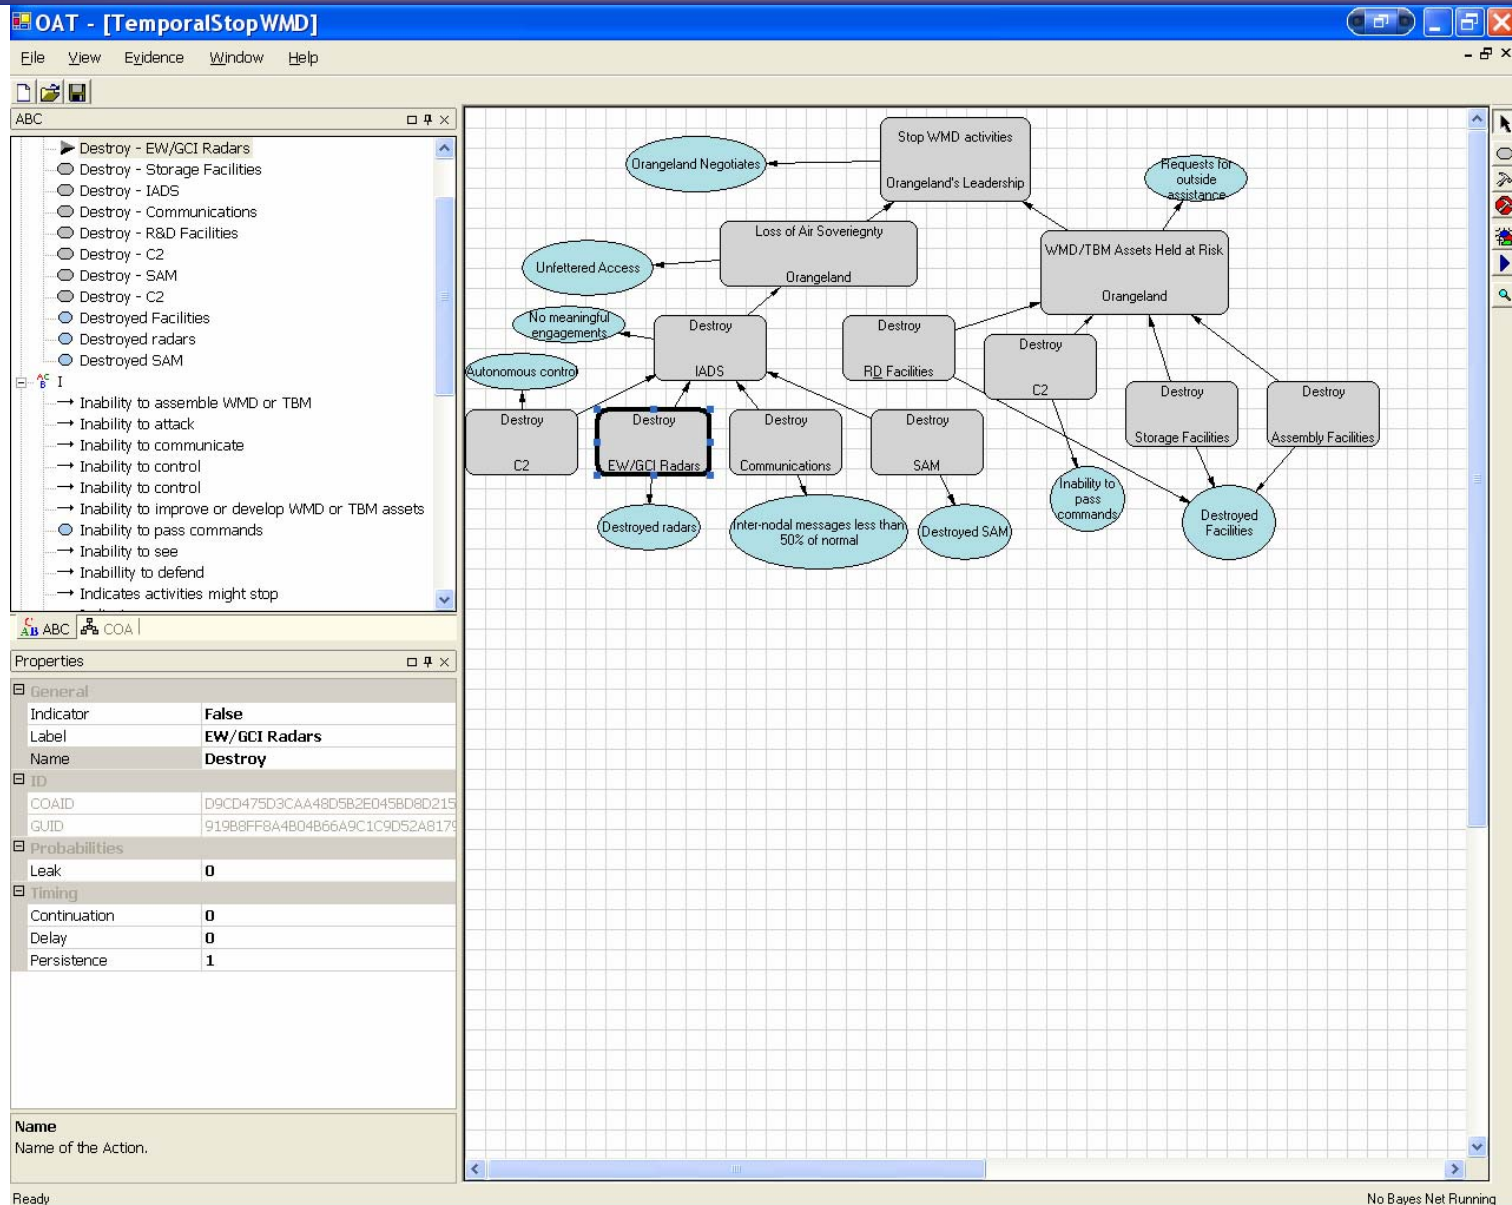 OAT - [TemporalStopWMD]
File View Evidence Window Help
ABC
Destroy - EW/GCI Radars
Destroy - Storage Facilities
Destroy - IADS
Destroy - Communications
Destroy - R&D Facilities
Destroy - C2
Destroy - SAM
Destroy - C2
Destroyed Facilities
Destroyed radars
Destroyed SAM
I
Inability to assemble WMD or TBM
Inability to attack
Inability to communicate
Inability to control
Inability to control
Inability to improve or develop WMD or TBM assets
Inability to pass commands
Inability to see
Inabillity to defend
Indicates activities might stop
ABC COA
Properties
General
Indicator False
Label EW/GCI Radars
Name Destroy
ID
COAID D9CD475D3CAA48D5B2E045BD8D215
GUID 919B8FF8A4B04B66A9C1C9D52A8179
Probabilities
Leak 0
Timing
Continuation 0
Delay 0
Persistence 1
Name
Name of the Action.
Ready
Stop WMD activities
Orangeland's Leadership
Orangeland Negotiates
Requests for
outside
assistance
Loss of Air Soveriegnty
Orangeland
WMD/TBM Assets Held at Risk
Orangeland
Unfettered Access
No meaningful
engagements
Destroy
IADS
Destroy
RD Facilities
Destroy
C2
Autonomous control
Destroy
Storage Facilities
Destroy
Assembly Facilities
Destroy
C2
Destroy
EW/GCI Radars
Destroy
Communications
Destroy
SAM
Destroyed radars
Inter-nodal messages less than
50% of normal
Destroyed SAM
Inability to
pass
commands
Destroyed
Facilities
No Bayes Net Running